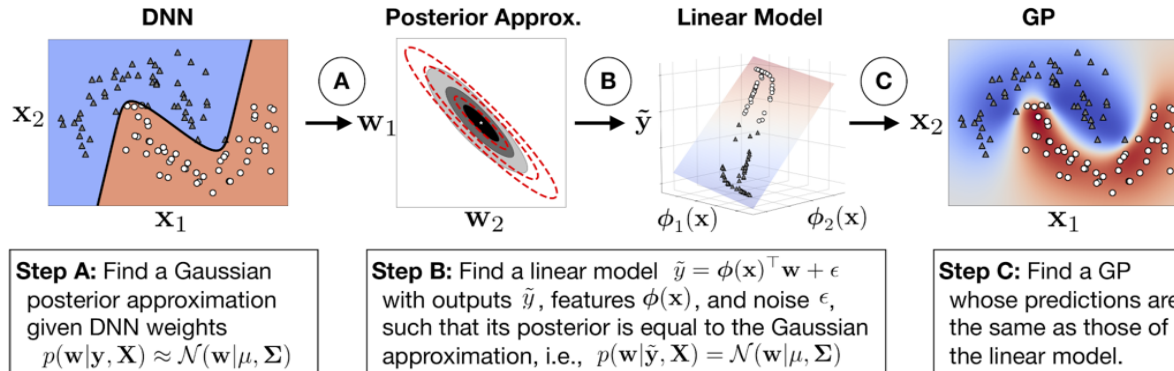 DNN
Posterior Approx.
Linear Model
GP
A
B
C
x₂
x₁
w₁
w₂
ỹ
ϕ₁(x)
ϕ₂(x)
x₂
x₁
Step A: Find a Gaussian
posterior approximation
given DNN weights
p(w|y, X) ≈ 𝒩(w|μ, Σ)
Step B: Find a linear model ỹ = ϕ(x)⊤w + ϵ
with outputs ỹ, features ϕ(x), and noise ϵ,
such that its posterior is equal to the Gaussian
approximation, i.e., p(w|ỹ, X) = 𝒩(w|μ, Σ)
Step C: Find a GP
whose predictions are
the same as those of
the linear model.